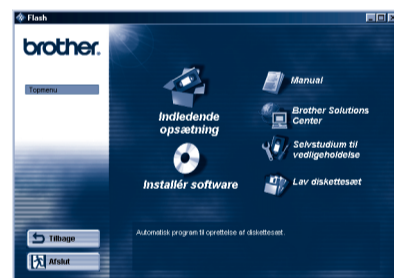 Flash
brother.
Topmenu
Indledende
opsætning
Installér software
Manual
Brother Solutions
Center
Selvstudium til
vedligeholdelse
Lav diskettesæt
Tilbage
Afslut
Automatisk program til oprettelse af diskettesæt.